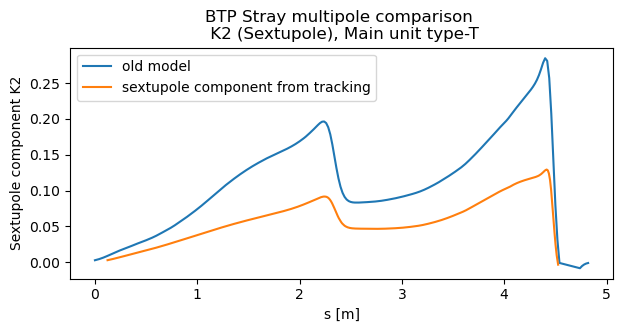 BTP Stray multipole comparison
K2 (Sextupole), Main unit type-T
old model
sextupole component from tracking
Sextupole component K2
0.25
0.20
0.15
0.10
0.05
0.00
0 1 2 3 4 5
s [m]